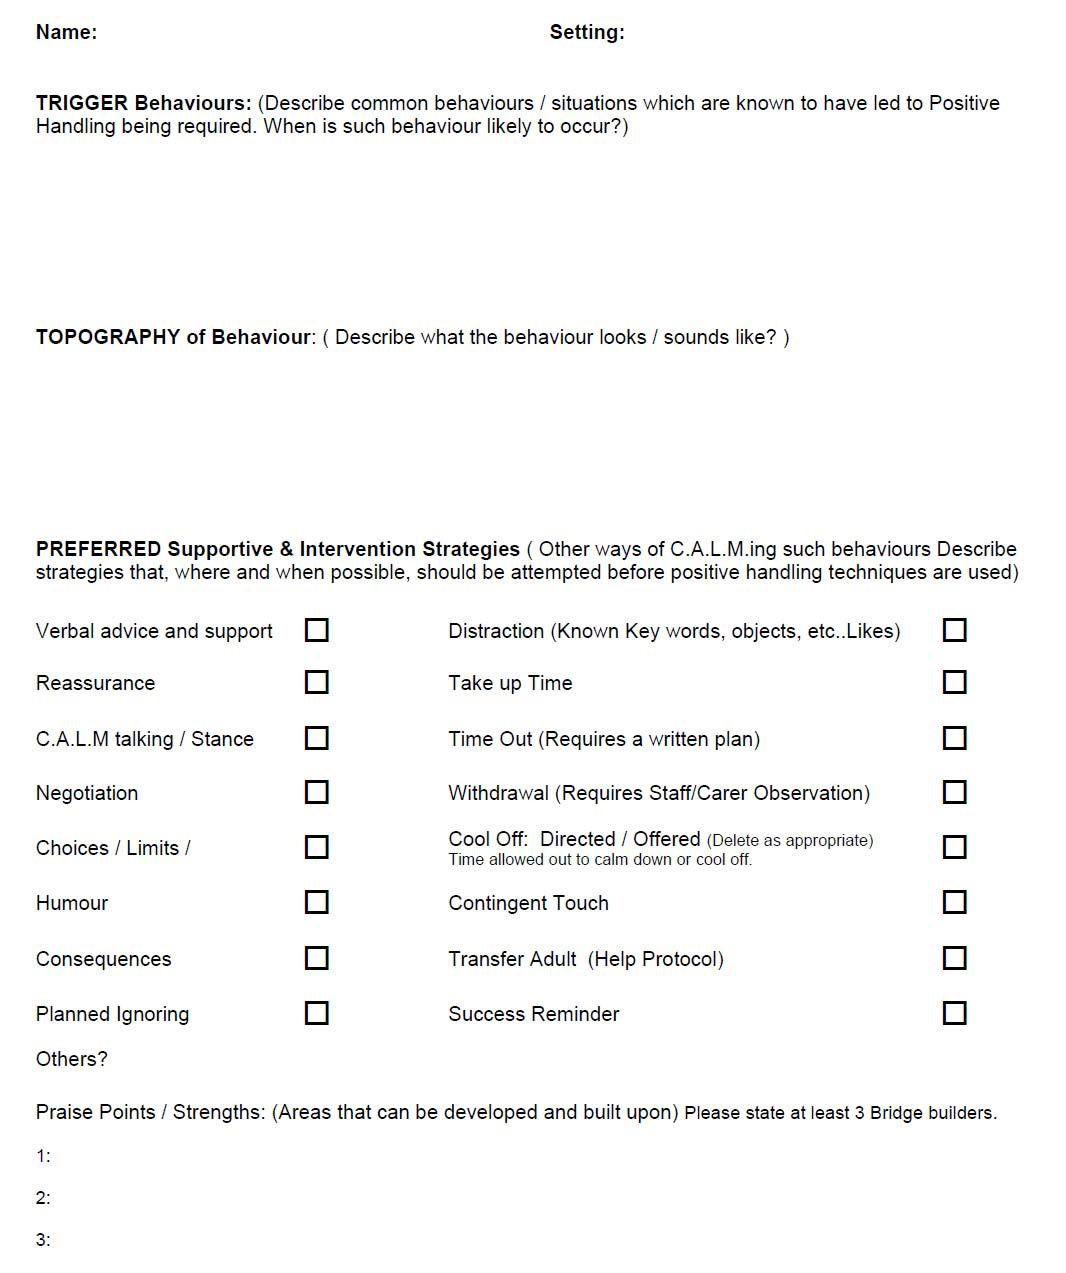 Name: Setting:
TRIGGER Behaviours: (Describe common behaviours / situations which are known to have led to Positive
Handling being required. When is such behaviour likely to occur?)
TOPOGRAPHY of Behaviour: ( Describe what the behaviour looks / sounds like? )
PREFERRED Supportive & Intervention Strategies ( Other ways of C.A.L.M.ing such behaviours Describe
strategies that, where and when possible, should be attempted before positive handling techniques are used)
Verbal advice and support Distraction (Known Key words, objects, etc..Likes)
Reassurance Take up Time
C.A.L.M talking / Stance Time Out (Requires a written plan)
Negotiation Withdrawal (Requires Staff/Carer Observation)
Choices / Limits / Cool Off: Directed / Offered (Delete as appropriate)
Time allowed out to calm down or cool off.
Humour Contingent Touch
Consequences Transfer Adult (Help Protocol)
Planned Ignoring Success Reminder
Others?
Praise Points / Strengths: (Areas that can be developed and built upon) Please state at least 3 Bridge builders.
1:
2:
3: